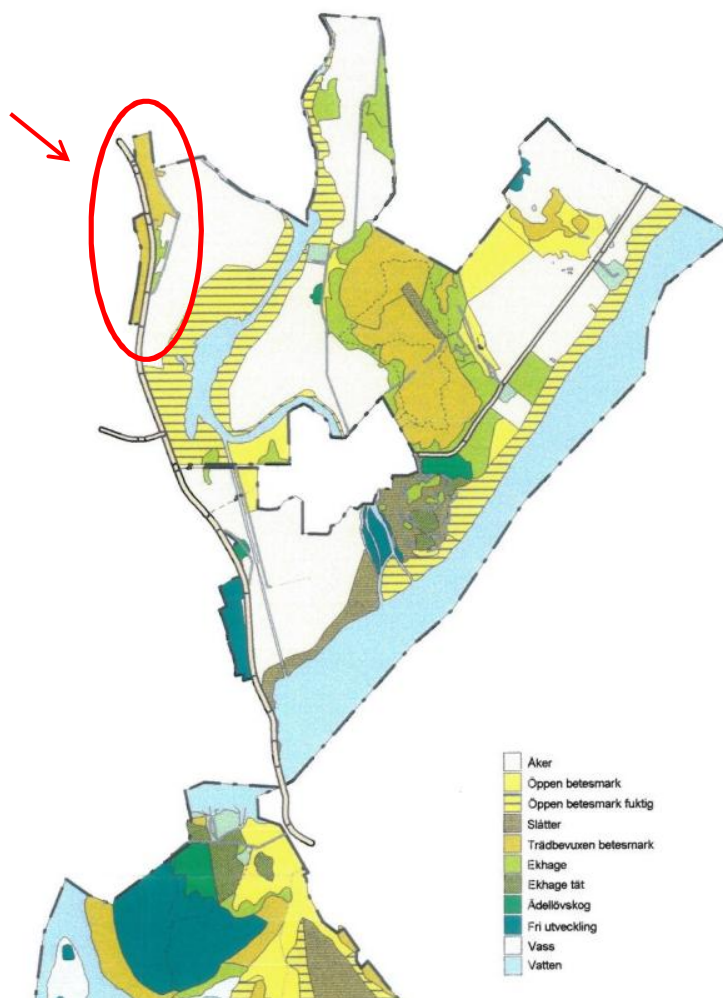 Åker
Öppen betesmark
Öppen betesmark fuktig
Slåtter
Trädbevuxen betesmark
Ekhage
Ekhage tät
Ädellövskog
Fri utveckling
Vass
Vatten